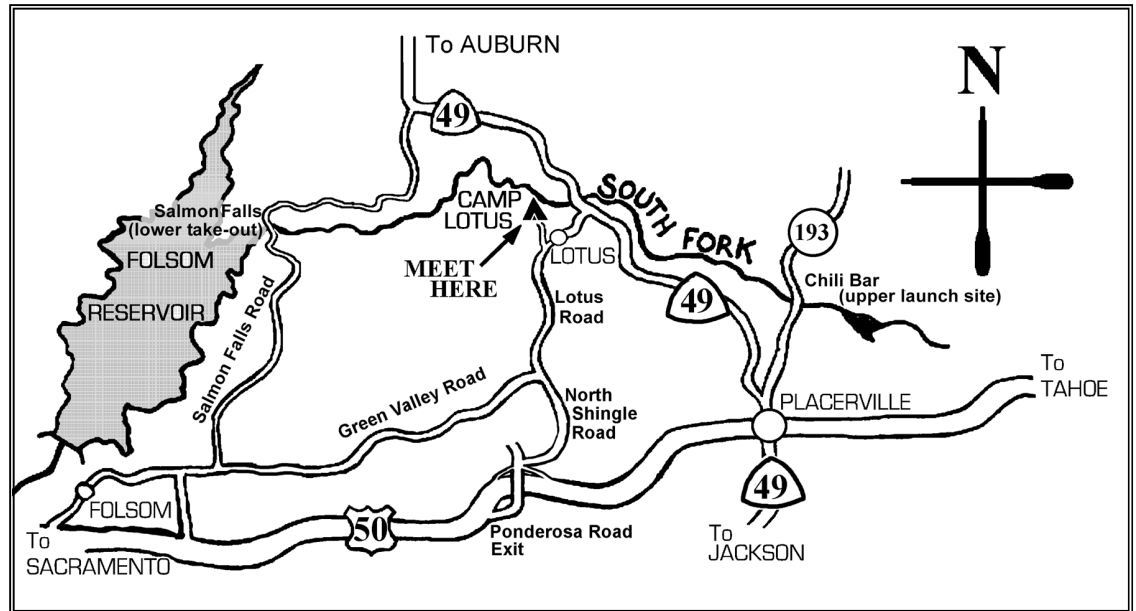 To AUBURN
N
49
Salmon Falls
(lower take-out)
CAMP
LOTUS
SOUTH FORK
193
FOLSOM
RESERVOIR
MEET
HERE
LOTUS
Chili Bar
(upper launch site)
Lotus
Road
49
Salmon Falls Road
Green Valley Road
North
Shingle
Road
PLACERVILLE
To
TAHOE
FOLSOM
50
Ponderosa Road
Exit
49
To
SACRAMENTO
To
JACKSON